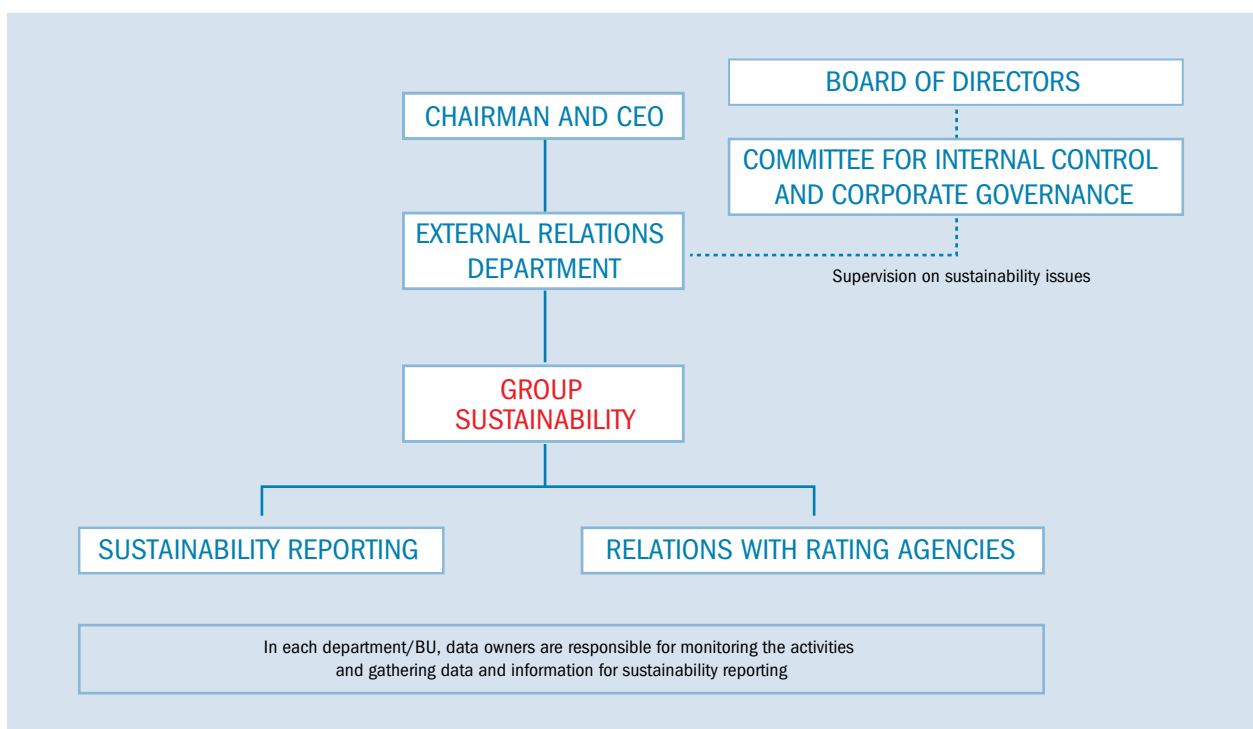 BOARD OF DIRECTORS
CHAIRMAN AND CEO
COMMITTEE FOR INTERNAL CONTROL
AND CORPORATE GOVERNANCE
EXTERNAL RELATIONS
DEPARTMENT
Supervision on sustainability issues
GROUP
SUSTAINABILITY
SUSTAINABILITY REPORTING
RELATIONS WITH RATING AGENCIES
In each department/BU, data owners are responsible for monitoring the activities
and gathering data and information for sustainability reporting